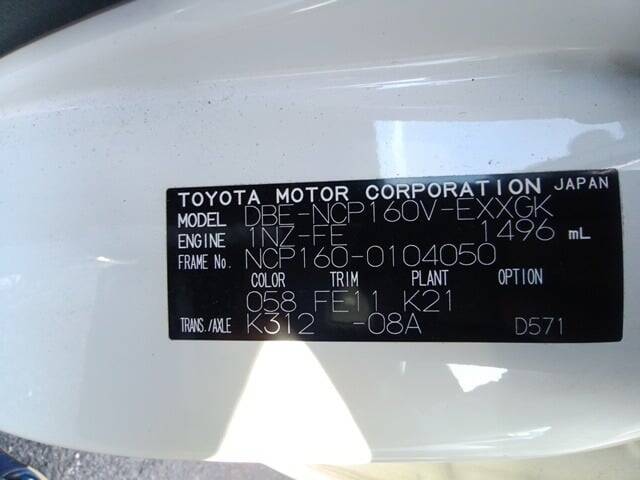 TOYOTA MOTOR CORPORATION JAPAN
MODEL DBE-NCP160V-EXXGK
ENGINE 1NZ-FE 1496 mL
FRAME No. NCP160-0104050
COLOR TRIM PLANT OPTION
058 FE11 K21
TRANS./AXLE K312 -08A D571